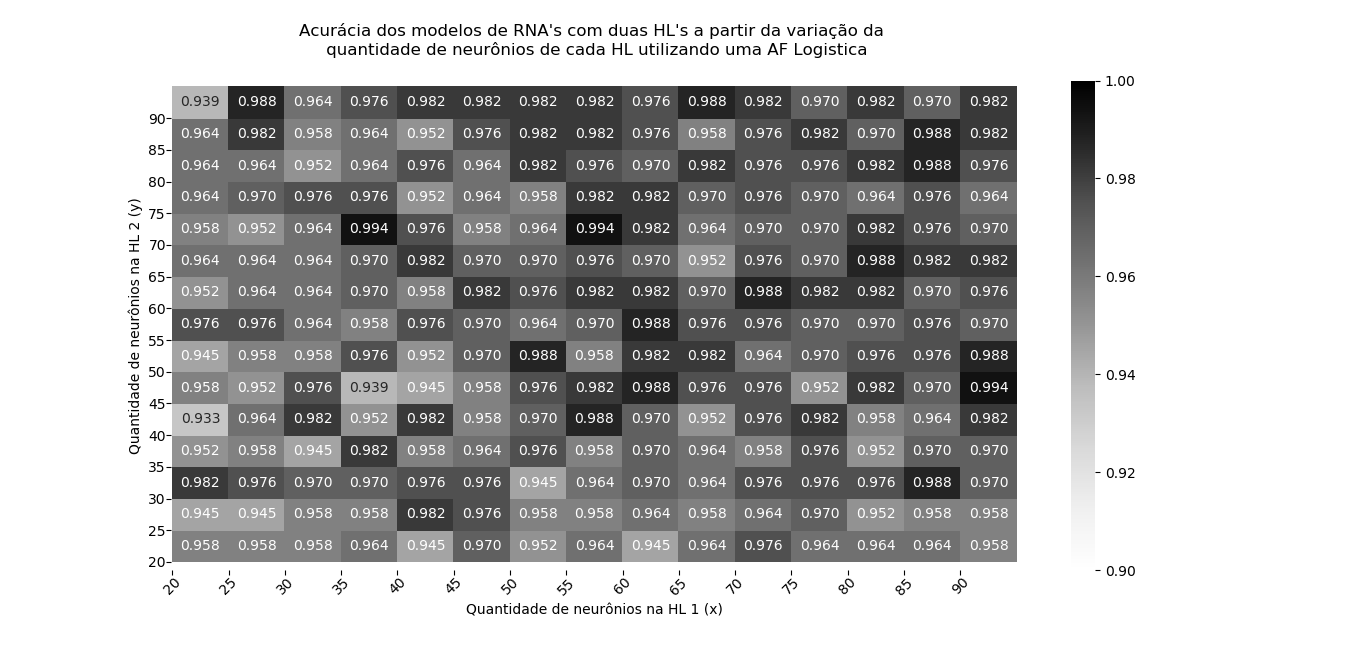 Acurácia dos modelos de RNA's com duas HL's a partir da variação da
quantidade de neurônios de cada HL utilizando uma AF Logistica
Quantidade de neurônios na HL 2 (y)
0.939 0.988 0.964 0.976 0.982 0.982 0.982 0.982 0.976 0.988 0.982 0.970 0.982 0.970 0.982
90
0.964 0.982 0.958 0.964 0.952 0.976 0.982 0.982 0.976 0.958 0.976 0.982 0.970 0.988 0.982
85
0.964 0.964 0.952 0.964 0.976 0.964 0.982 0.976 0.970 0.982 0.976 0.976 0.982 0.988 0.976
80
0.964 0.970 0.976 0.976 0.952 0.964 0.958 0.982 0.982 0.970 0.976 0.970 0.964 0.976 0.964
75
0.958 0.952 0.964 0.994 0.976 0.958 0.964 0.994 0.982 0.964 0.970 0.970 0.982 0.976 0.970
70
0.964 0.964 0.964 0.970 0.982 0.970 0.970 0.976 0.970 0.952 0.976 0.970 0.988 0.982 0.982
65
0.952 0.964 0.964 0.970 0.958 0.982 0.976 0.982 0.982 0.970 0.988 0.982 0.982 0.970 0.976
60
0.976 0.976 0.964 0.958 0.976 0.970 0.964 0.970 0.988 0.976 0.976 0.970 0.970 0.976 0.970
55
0.945 0.958 0.958 0.976 0.952 0.970 0.988 0.958 0.982 0.982 0.964 0.970 0.976 0.976 0.988
50
0.958 0.952 0.976 0.939 0.945 0.958 0.976 0.982 0.988 0.976 0.976 0.952 0.982 0.970 0.994
45
0.933 0.964 0.982 0.952 0.982 0.958 0.970 0.988 0.970 0.952 0.976 0.982 0.958 0.964 0.982
40
0.952 0.958 0.945 0.982 0.958 0.964 0.976 0.958 0.970 0.964 0.958 0.976 0.952 0.970 0.970
35
0.982 0.976 0.970 0.970 0.976 0.976 0.945 0.964 0.970 0.964 0.976 0.976 0.976 0.988 0.970
30
0.945 0.945 0.958 0.958 0.982 0.976 0.958 0.958 0.964 0.958 0.964 0.970 0.952 0.958 0.958
25
0.958 0.958 0.958 0.964 0.945 0.970 0.952 0.964 0.945 0.964 0.976 0.964 0.964 0.964 0.958
20
20 25 30 35 40 45 50 55 60 65 70 75 80 85 90
Quantidade de neurônios na HL 1 (x)
1.00
0.98
0.96
0.94
0.92
0.90